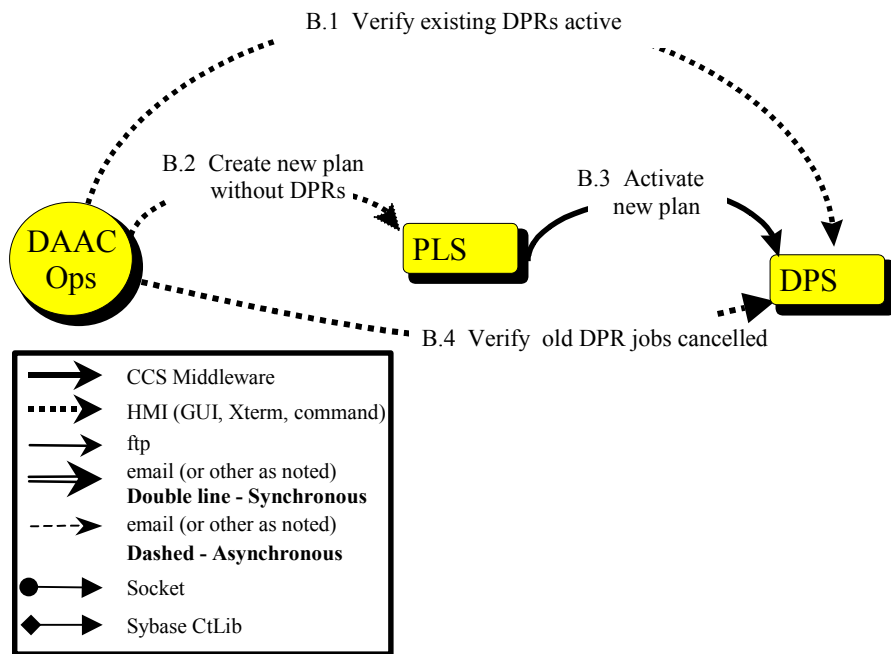 B.1 Verify existing DPRs active
B.2 Create new plan
without DPRs
B.3 Activate
new plan
DAAC
Ops
PLS
DPS
B.4 Verify old DPR jobs cancelled
CCS Middleware
HMI (GUI, Xterm, command)
ftp
email (or other as noted)
Double line - Synchronous
email (or other as noted)
Dashed - Asynchronous
Socket
Sybase CtLib